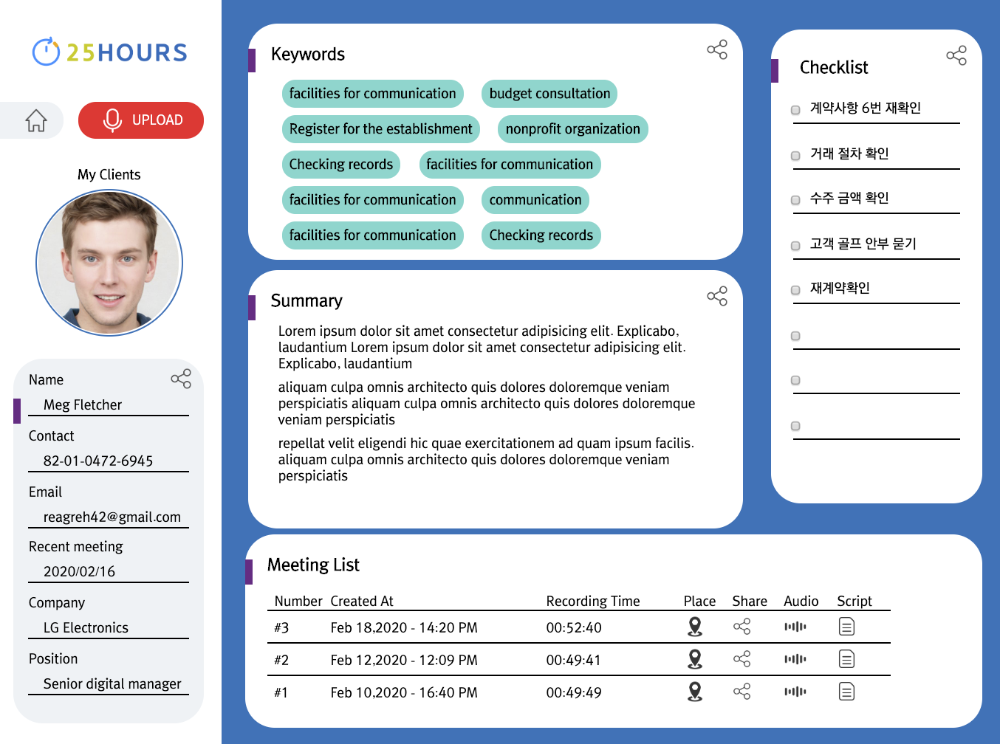 25HOURS
UPLOAD
My Clients
Name
Meg Fletcher
Contact
82-01-0472-6945
Email
reagreh42@gmail.com
Recent meeting
2020/02/16
Company
LG Electronics
Position
Senior digital manager
Keywords
facilities for communication budget consultation
Register for the establishment nonprofit organization
Checking records facilities for communication
facilities for communication communication
facilities for communication Checking records
Summary
Lorem ipsum dolor sit amet consectetur adipisicing elit. Explicabo,
laudantium Lorem ipsum dolor sit amet consectetur adipisicing elit.
Explicabo, laudantium
aliquam culpa omnis architecto quis dolores doloremque veniam
perspiciatis aliquam culpa omnis architecto quis dolores doloremque
veniam perspiciatis
repellat velit eligendi hic quae exercitationem ad quam ipsum facilis.
aliquam culpa omnis architecto quis dolores doloremque veniam
perspiciatis
Checklist
계약사항 6번 재확인
거래 절차 확인
수주 금액 확인
고객 골프 안부 묻기
재계약확인
Meeting List
Number Created At Recording Time Place Share Audio Script
#3 Feb 18,2020 - 14:20 PM 00:52:40
#2 Feb 12,2020 - 12:09 PM 00:49:41
#1 Feb 10,2020 - 16:40 PM 00:49:49